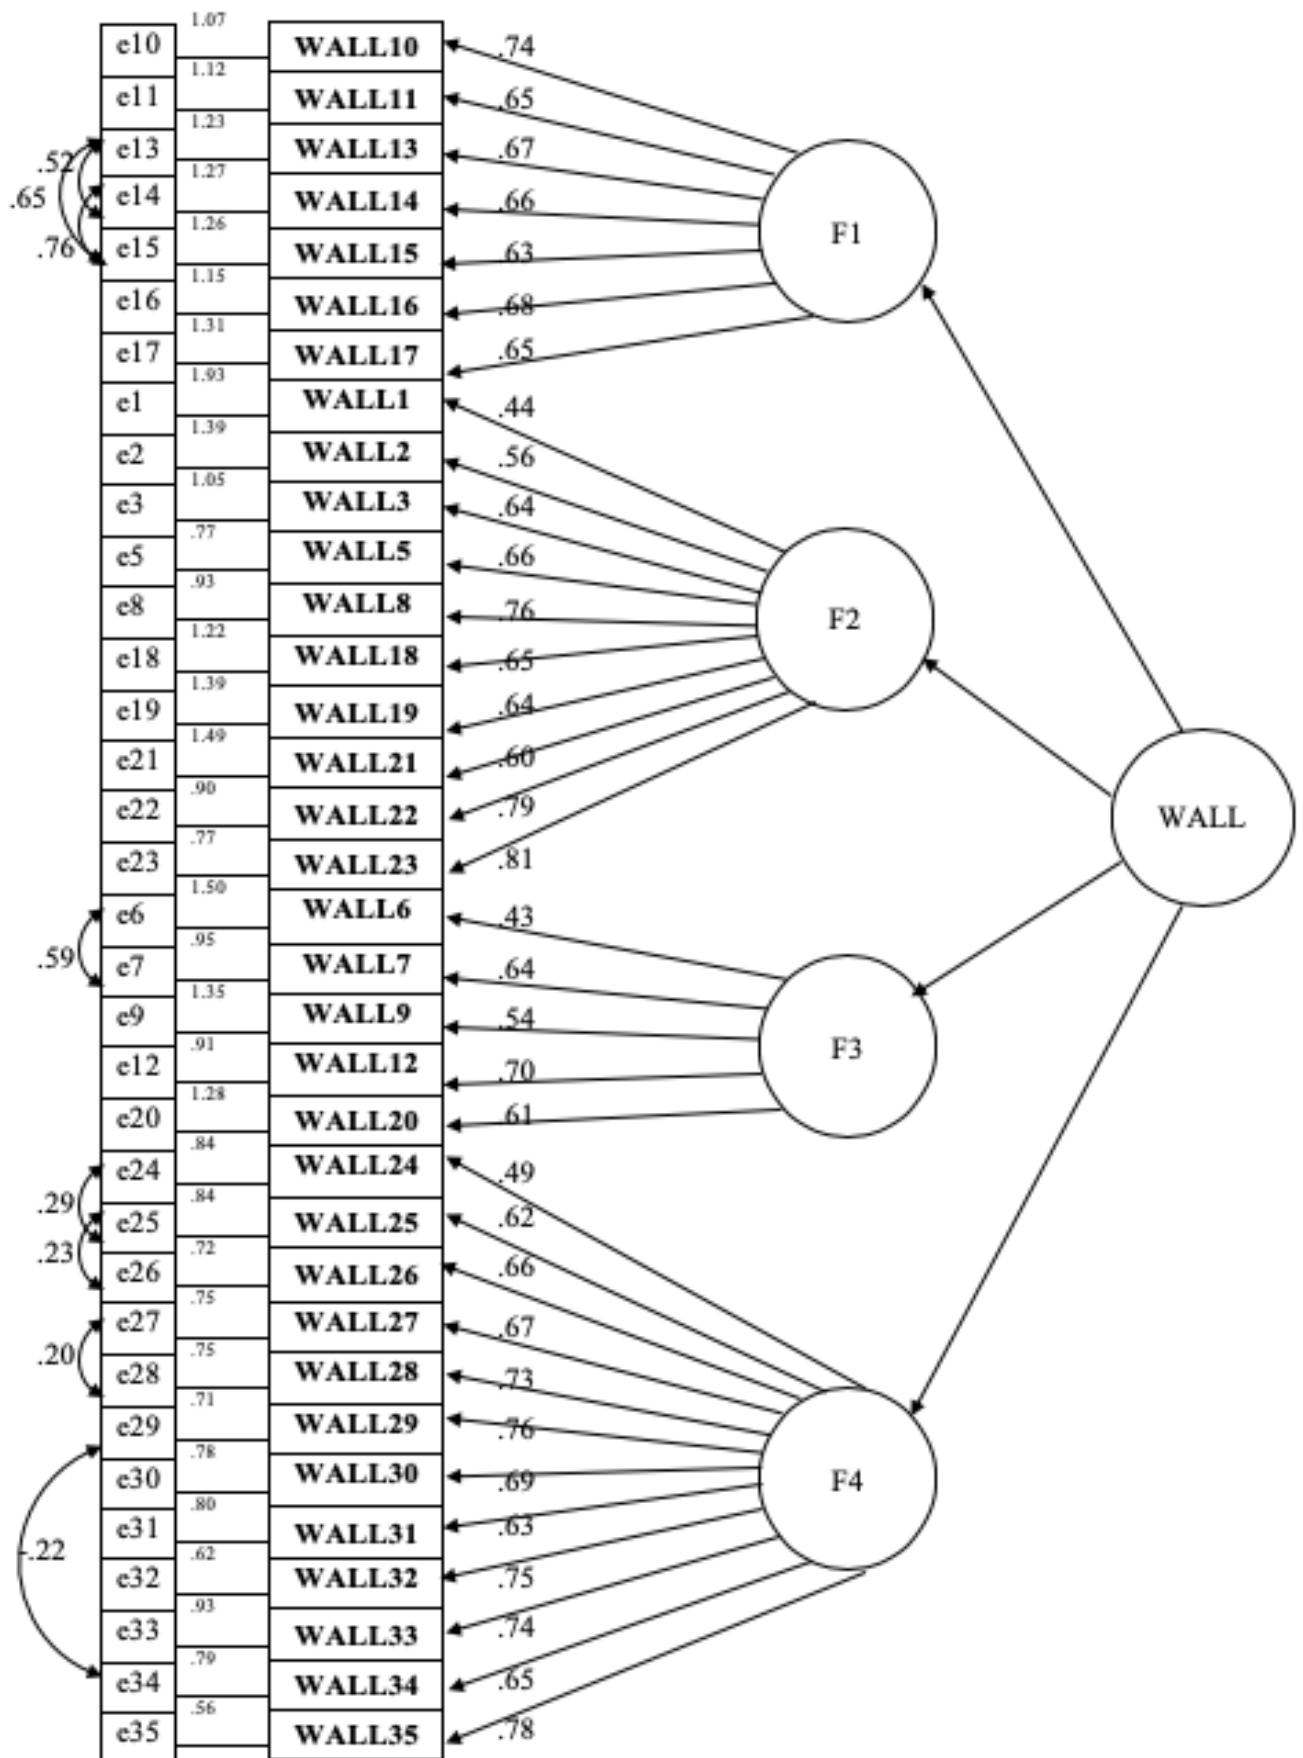 1.07
e10 WALL10 .74
1.12
e11 WALL11 .65
1.23
e13 WALL13 .67
.52
1.27
.65 e14 WALL14 .66
1.26
.76 e15 WALL15 .63
1.15
e16 WALL16 .68
1.31
e17 WALL17 .65
F1
1.93
e1 WALL1 .44
1.39
e2 WALL2 .56
1.05
e3 WALL3 .64
.77
e5 WALL5 .66
.93
e8 WALL8 .76
F2
1.22
e18 WALL18 .65
1.39
e19 WALL19 .64
1.49
e21 WALL21 .60
.90
e22 WALL22 .79
WALL
.77
e23 WALL23 .81
1.50
e6 WALL6 .43
.95
.59 e7 WALL7 .64
1.35
e9 WALL9 .54
.91
F3
e12 WALL12 .70
1.28
e20 WALL20 .61
.84
e24 WALL24 .49
.29
.84
e25 WALL25 .62
.23
.72
e26 WALL26 .66
.75
e27 WALL27 .67
.20
.75
e28 WALL28 .73
.71
e29 WALL29 .76
.78
e30 WALL30 .69
F4
.80
e31 WALL31 .63
-.22
.62
e32 WALL32 .75
.93
e33 WALL33 .74
.79
e34 WALL34 .65
.56
e35 WALL35 .78